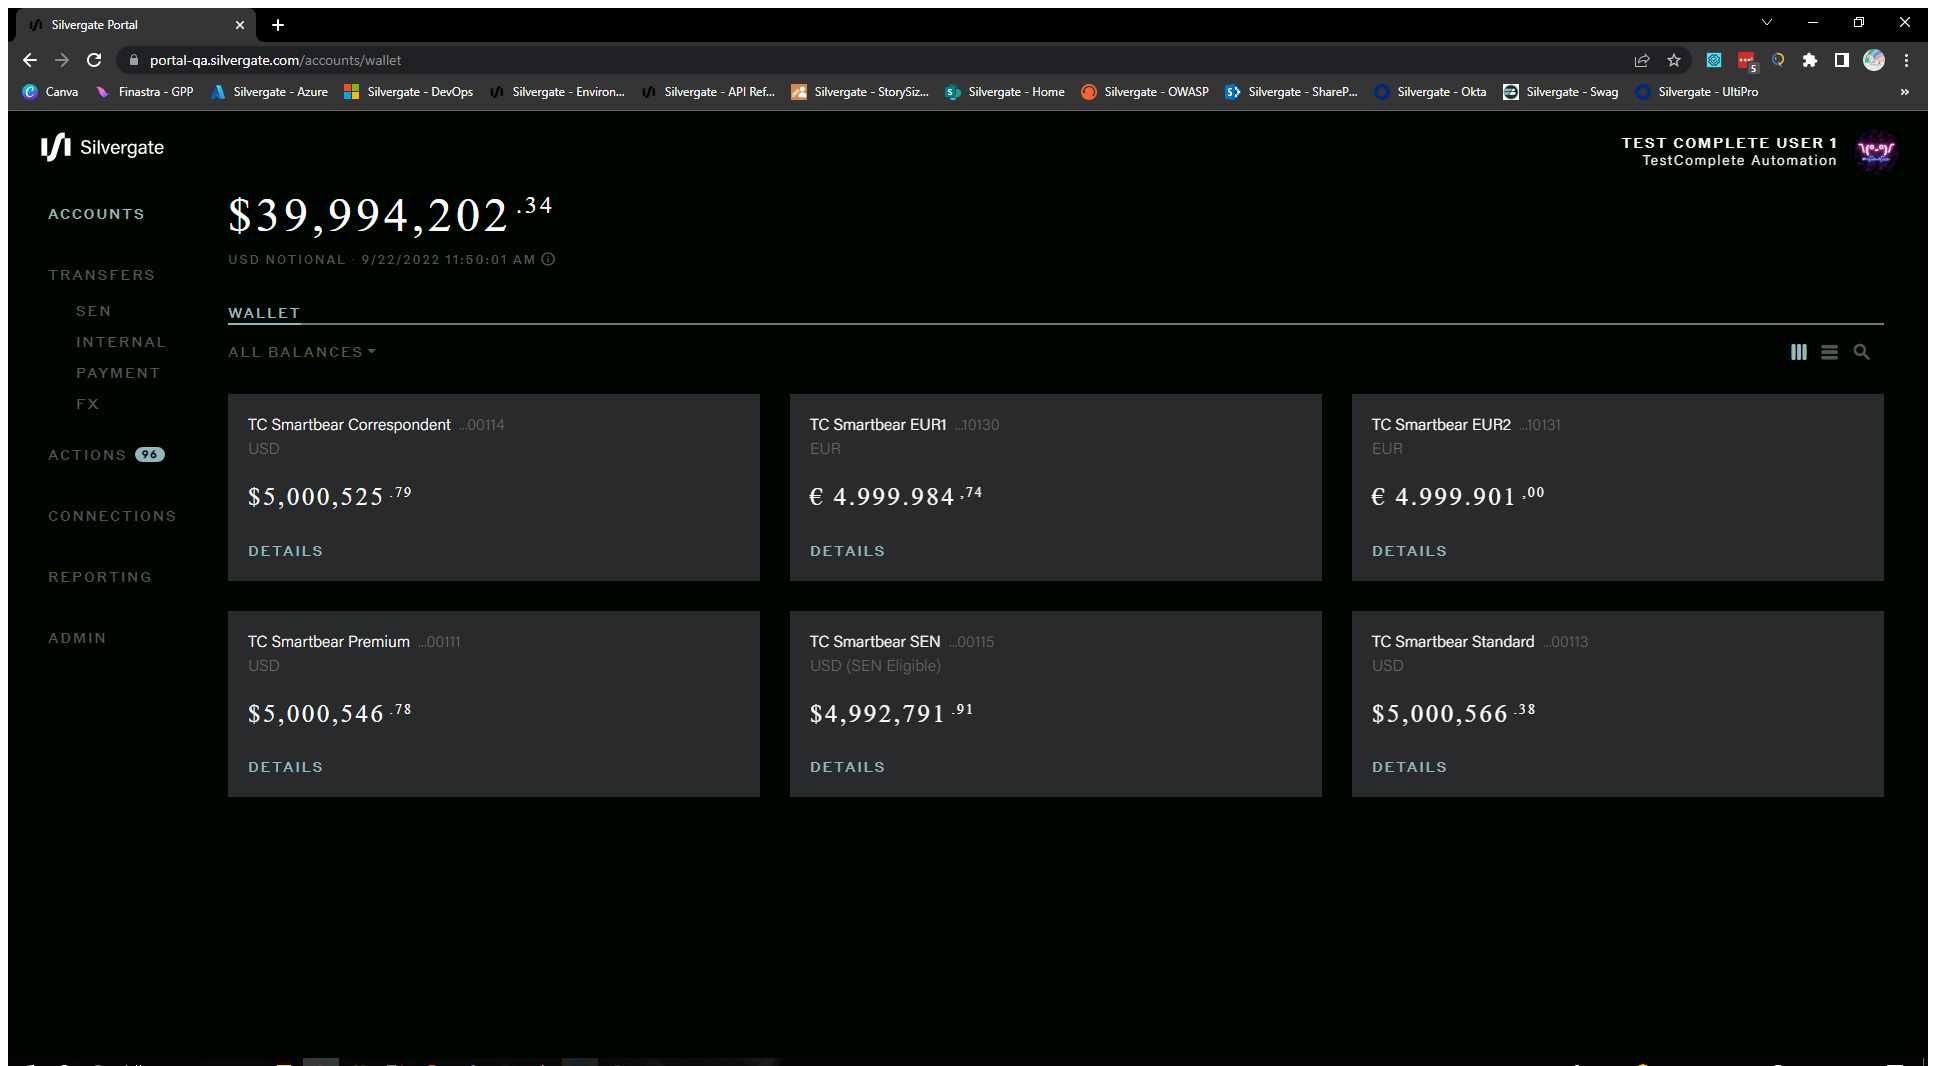 Silvergate Portal
portal-qa.silvergate.com/accounts/wallet
5
Canva Finastra - GPP Silvergate - Azure Silvergate - DevOps Silvergate - Environ... Silvergate - API Ref... Silvergate - StorySiz... Silvergate - Home Silvergate - OWASP Silvergate - ShareP... Silvergate - Okta Silvergate - Swag Silvergate - UltiPro »
Silvergate
TEST COMPLETE USER 1
TestComplete Automation
ACCOUNTS
TRANSFERS
SEN
INTERNAL
PAYMENT
FX
ACTIONS 96
CONNECTIONS
REPORTING
ADMIN
$39,994,202.34
USD NOTIONAL · 9/22/2022 11:50:01 AM
WALLET
ALL BALANCES
TC Smartbear Correspondent ...00114
USD
$5,000,525.79
DETAILS
TC Smartbear EUR1 ...10130
EUR
€ 4.999.984,74
DETAILS
TC Smartbear EUR2 ...10131
EUR
€ 4.999.901,00
DETAILS
TC Smartbear Premium ...00111
USD
$5,000,546.78
DETAILS
TC Smartbear SEN ...00115
USD (SEN Eligible)
$4,992,791.91
DETAILS
TC Smartbear Standard ...00113
USD
$5,000,566.38
DETAILS